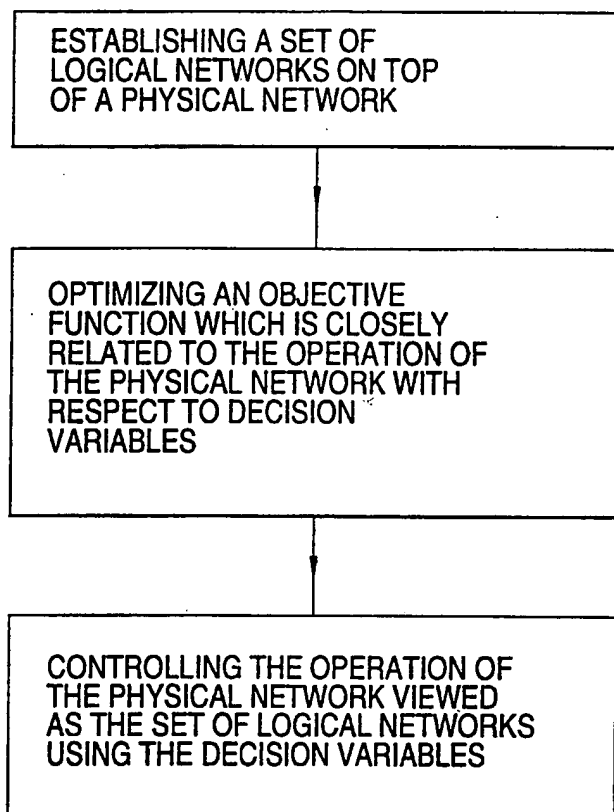 ESTABLISHING A SET OF
LOGICAL NETWORKS ON TOP
OF A PHYSICAL NETWORK
OPTIMIZING AN OBJECTIVE
FUNCTION WHICH IS CLOSELY
RELATED TO THE OPERATION OF
THE PHYSICAL NETWORK WITH
RESPECT TO DECISION
VARIABLES
CONTROLLING THE OPERATION OF
THE PHYSICAL NETWORK VIEWED
AS THE SET OF LOGICAL NETWORKS
USING THE DECISION VARIABLES